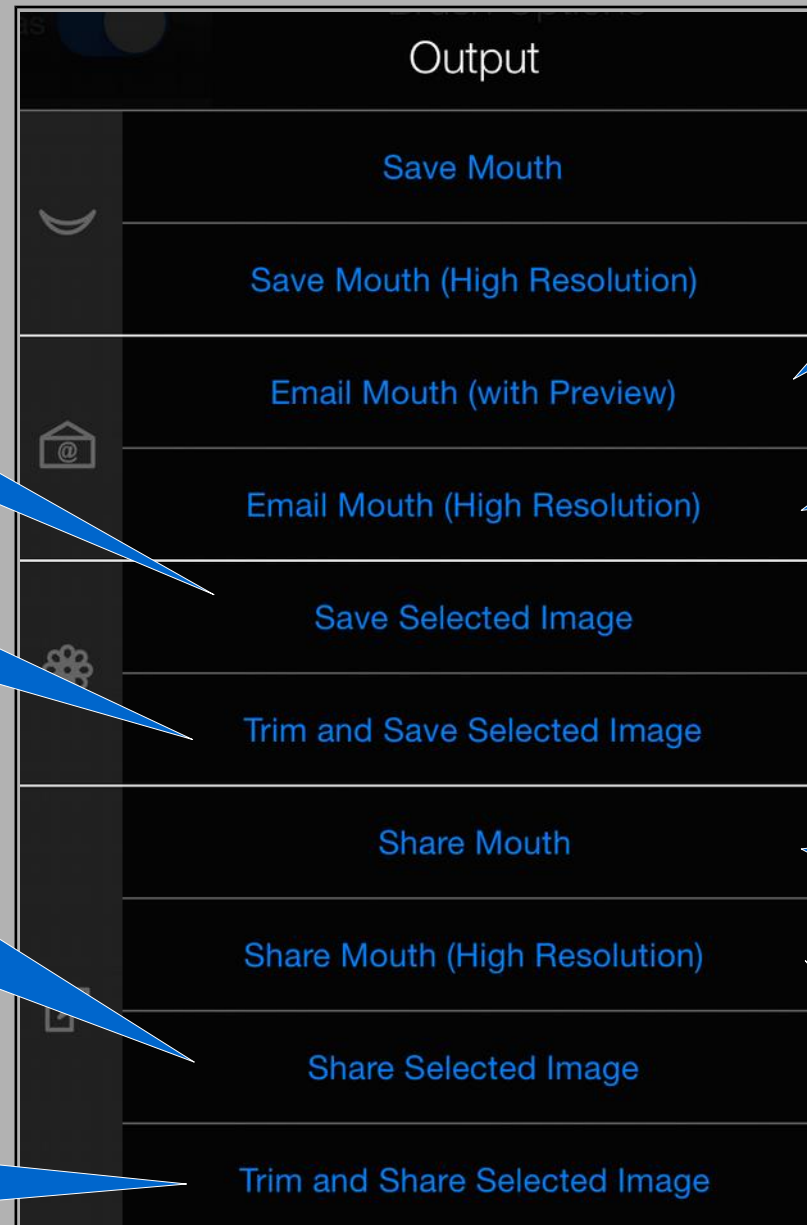 Output
Save Mouth
Save Mouth (High Resolution)
Email Mouth (with Preview)
@
Email Mouth (High Resolution)
Save Selected Image
Trim and Save Selected Image
Share Mouth
Share Mouth (High Resolution)
Share Selected Image
Trim and Share Selected Image